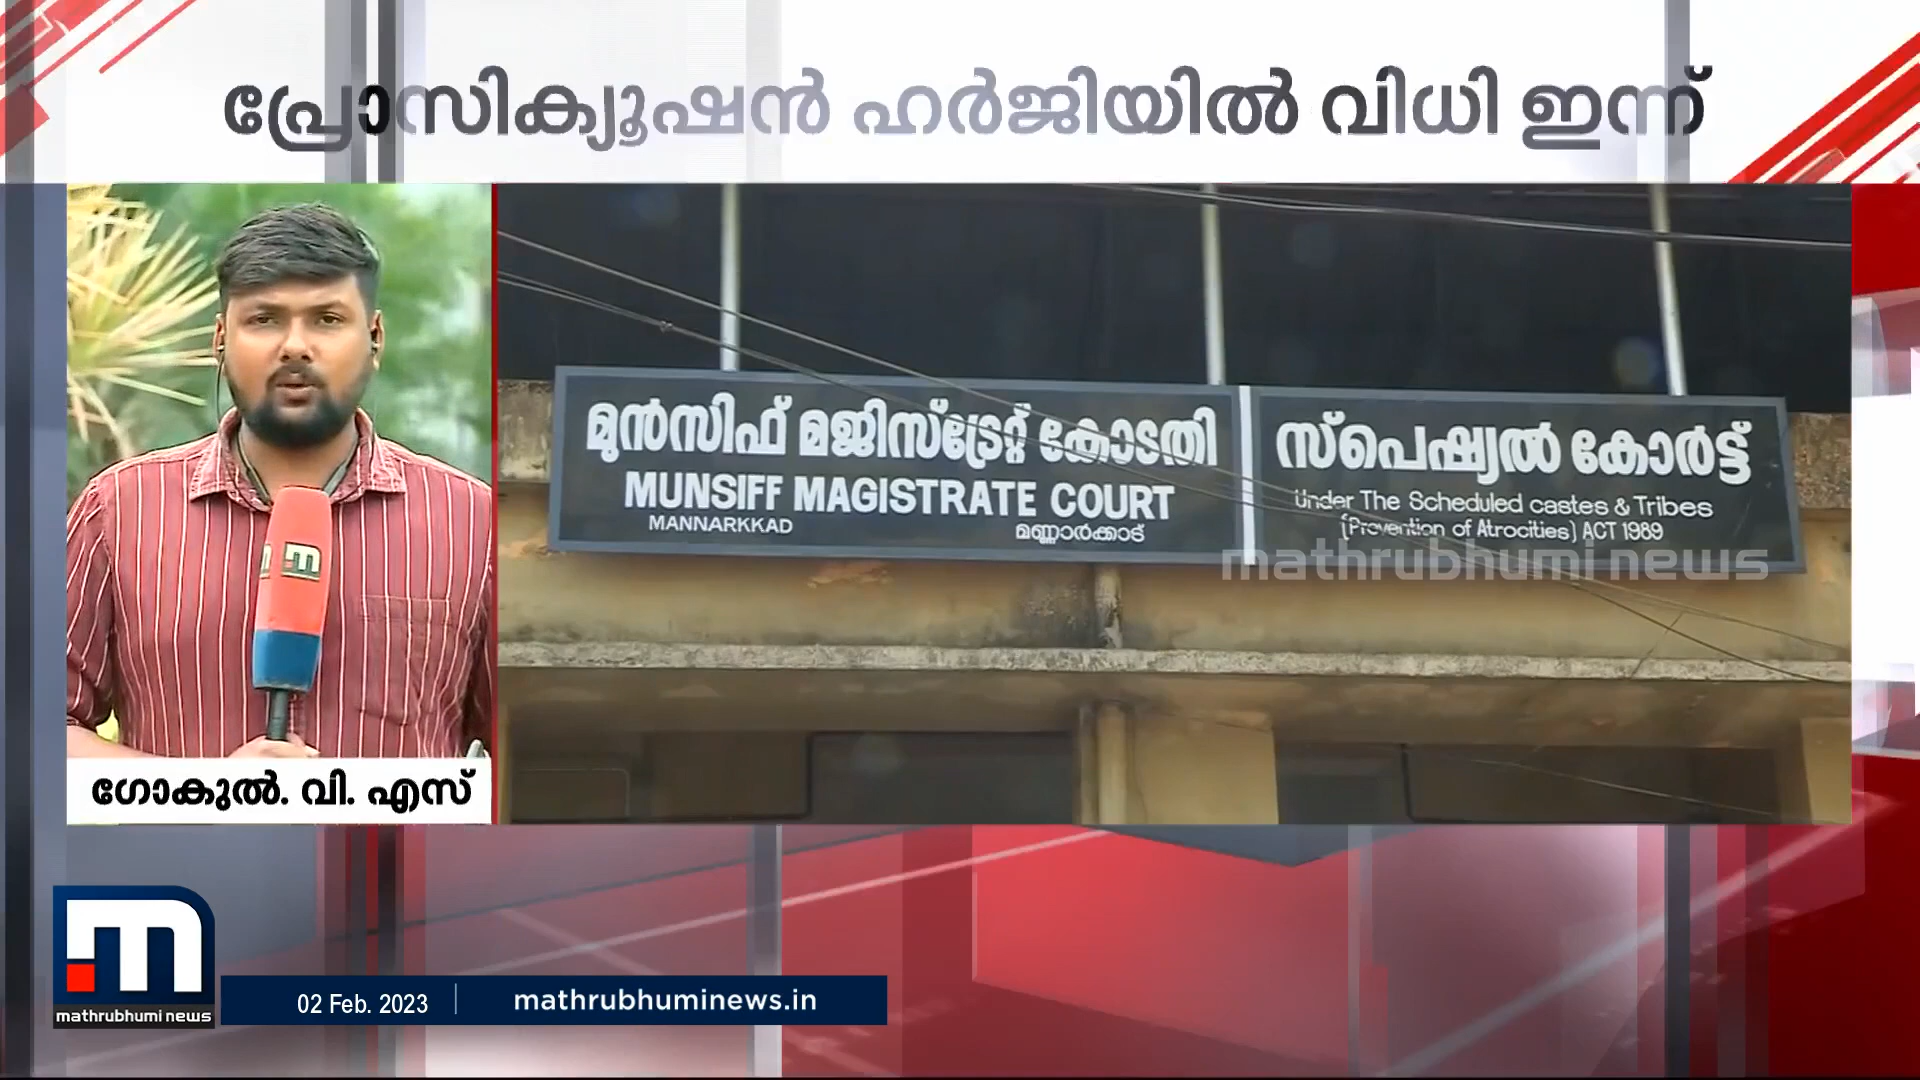 പ്രോസിക്യൂഷൻ ഹർജിയിൽ വിധി ഇന്ന്
മുൻസിഫ് മജിസ്ട്രേറ്റ് കോടതി
MUNSIFF MAGISTRATE COURT
MANNARKKAD മണ്ണാർക്കാട്
സ്പെഷ്യൽ കോർട്ട്
Under The Scheduled castes & Tribes
(Prevention of Atrocities) ACT 1989
mathrubhumi news
ഗോകുൽ. വി. എസ്
mathrubhumi news
02 Feb. 2023
mathrubhuminews.in